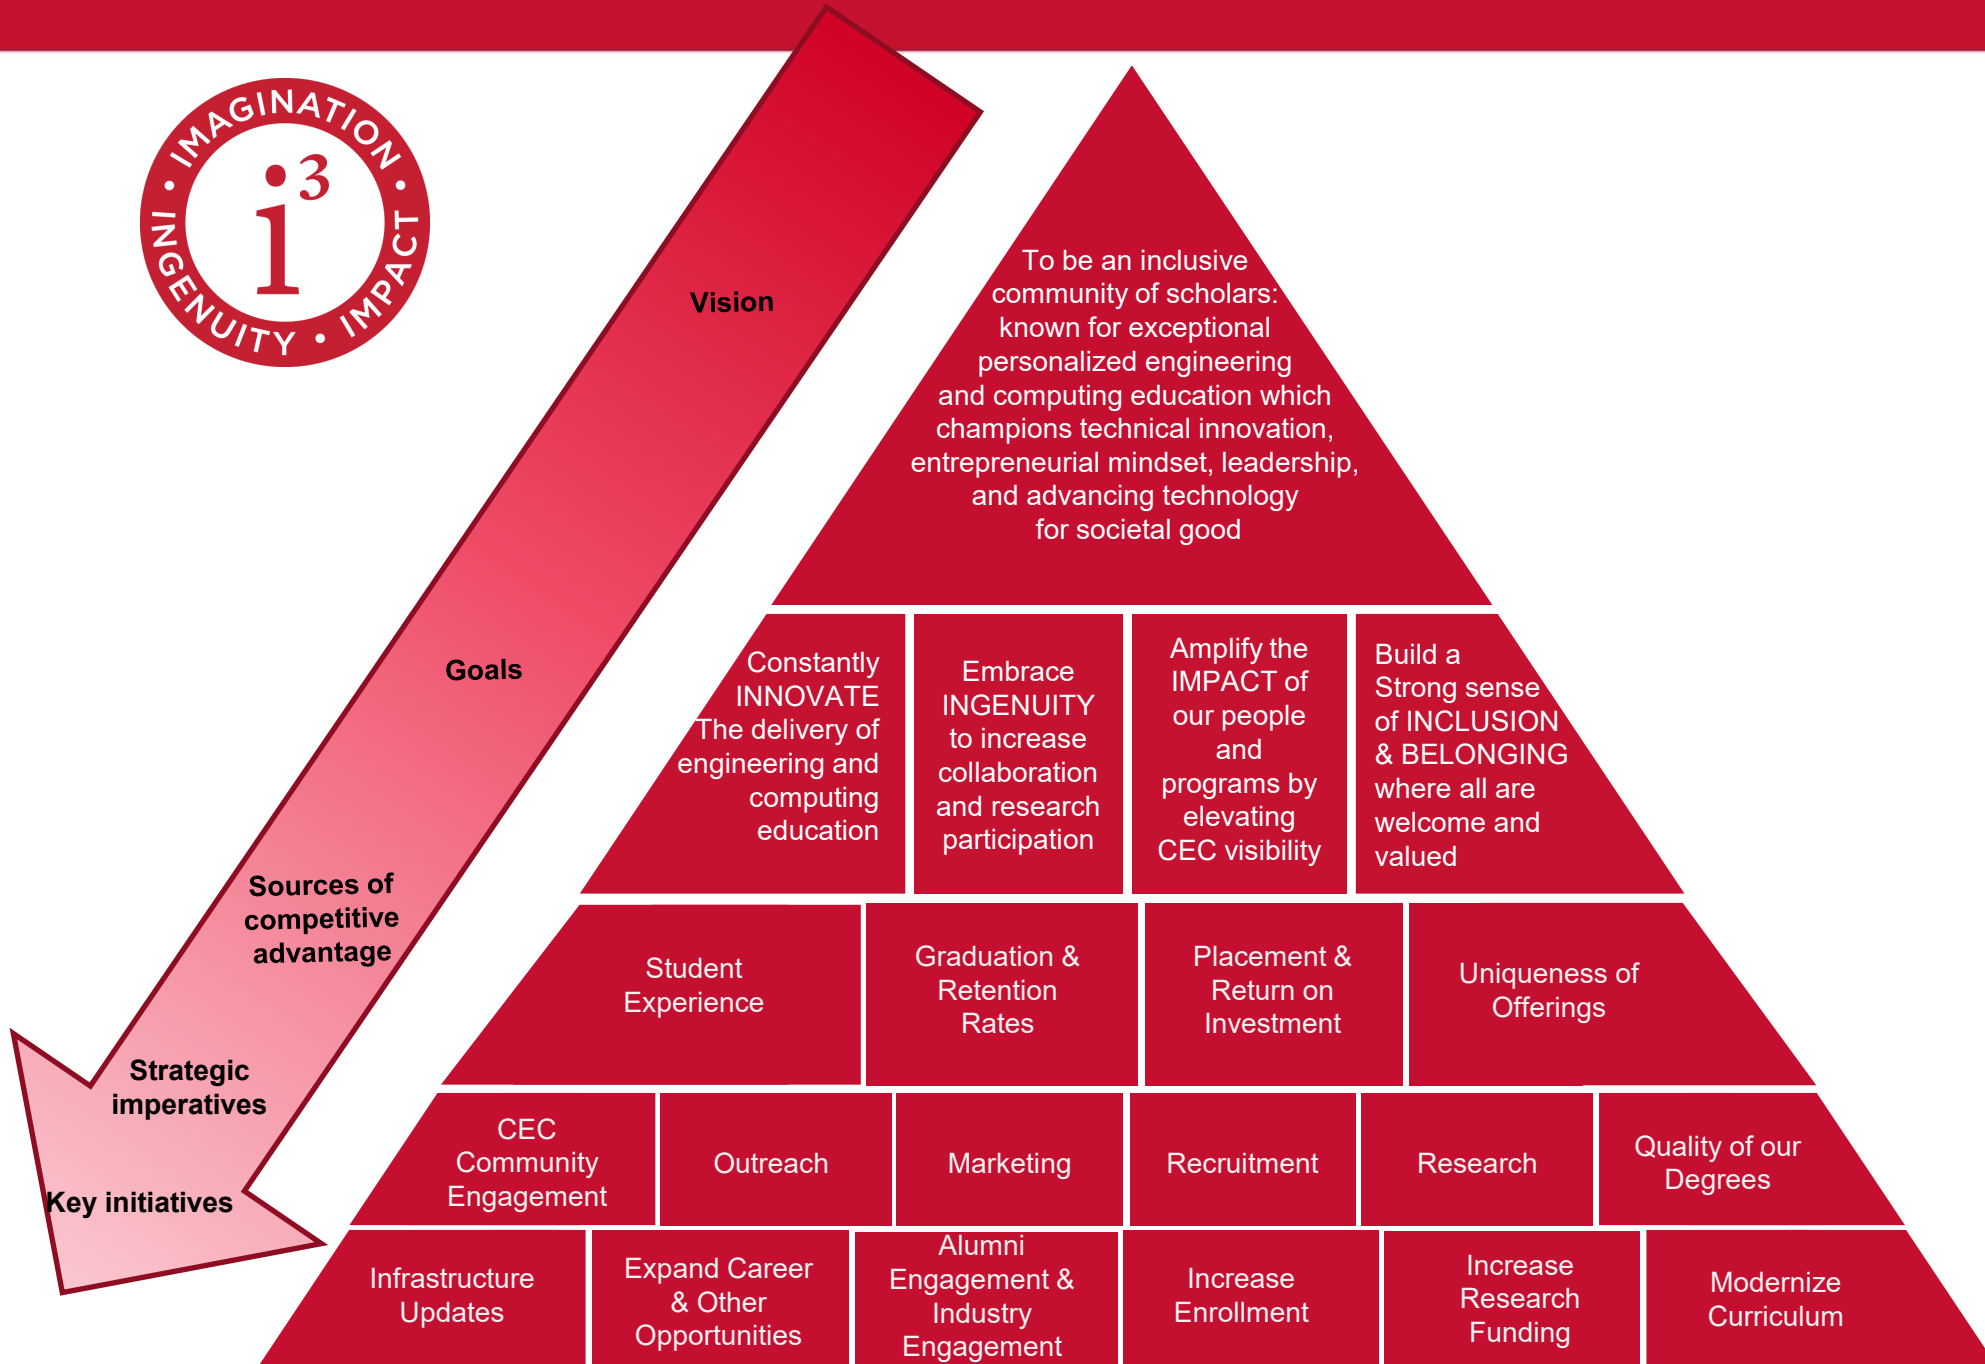 IMAGINATION • IMPACT • INGENUITY •
i³
Vision
To be an inclusive
community of scholars:
known for exceptional
personalized engineering
and computing education which
champions technical innovation,
entrepreneurial mindset, leadership,
and advancing technology
for societal good
Goals
Constantly
INNOVATE
The delivery of
engineering and
computing
education
Embrace
INGENUITY
to increase
collaboration
and research
participation
Amplify the
IMPACT of
our people
and
programs by
elevating
CEC visibility
Build a
Strong sense
of INCLUSION
& BELONGING
where all are
welcome and
valued
Sources of
competitive
advantage
Student
Experience
Graduation &
Retention
Rates
Placement &
Return on
Investment
Uniqueness of
Offerings
Strategic
imperatives
CEC
Community
Engagement
Outreach
Marketing
Recruitment
Research
Quality of our
Degrees
Key initiatives
Infrastructure
Updates
Expand Career
& Other
Opportunities
Alumni
Engagement &
Industry
Engagement
Increase
Enrollment
Increase
Research
Funding
Modernize
Curriculum